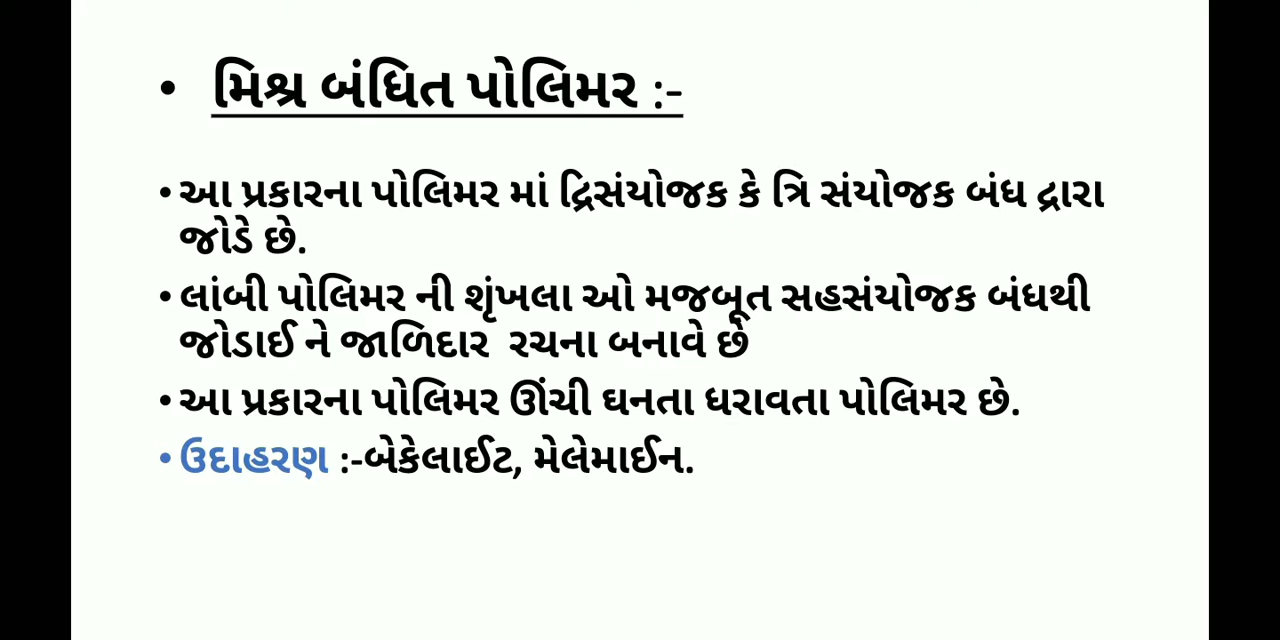 • મિશ્ર બંધિત પોલિમર :-
• આ પ્રકારના પોલિમર માં દ્રિસંયોજક કે ત્રિ સંયોજક બંધ દ્રારા
જોડે છે.
• લાંબી પોલિમર ની શૃંખલા ઓ મજબૂત સહસંયોજક બંધથી
જોડાઈ ને જાળિદાર રચના બનાવે છે
• આ પ્રકારના પોલિમર ઊંચી ઘનતા ધરાવતા પોલિમર છે.
• ઉદાહરણ :-બેકેલાઈટ, મેલેમાઈન.